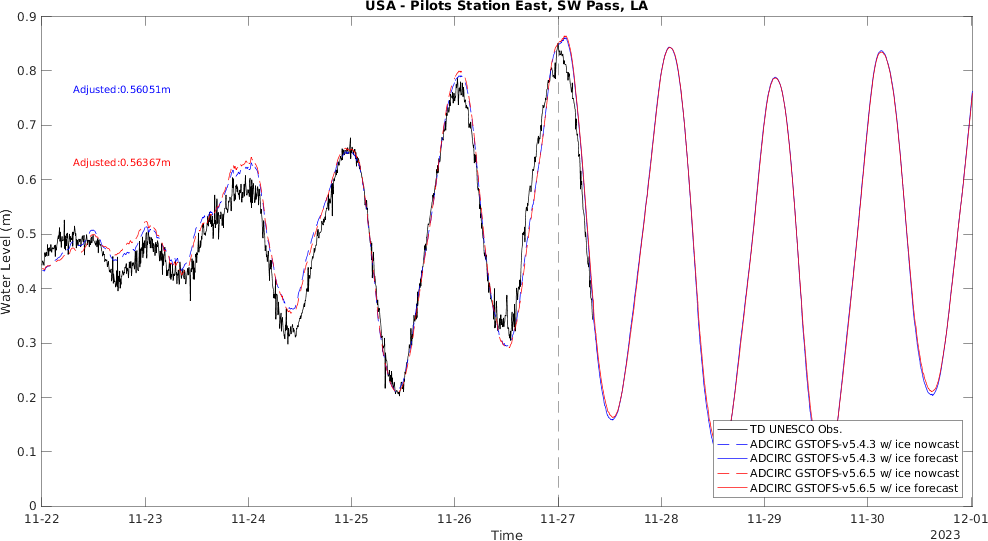 USA - Pilots Station East, SW Pass, LA
0.9
0.8
0.7
0.6
0.5
0.4
0.3
0.2
0.1
0
Water Level (m)
Adjusted:0.56051m
Adjusted:0.56367m
TD UNESCO Obs.
ADCIRC GSTOFS-v5.4.3 w/ ice nowcast
ADCIRC GSTOFS-v5.4.3 w/ ice forecast
ADCIRC GSTOFS-v5.6.5 w/ ice nowcast
ADCIRC GSTOFS-v5.6.5 w/ ice forecast
11-22 11-23 11-24 11-25 11-26 11-27 11-28 11-29 11-30 12-01
Time
2023